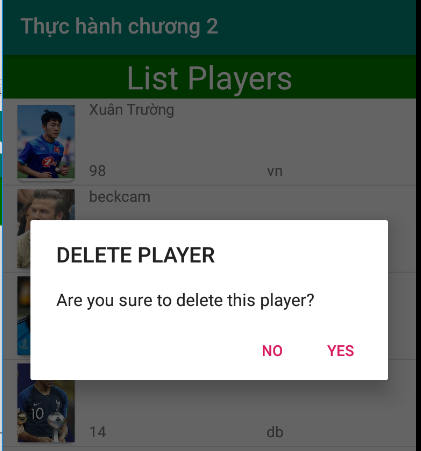 Thực hành chương 2
List Players
Xuân Trường
98 vn
beckcam
DELETE PLAYER
Are you sure to delete this player?
NO YES
10
14 db